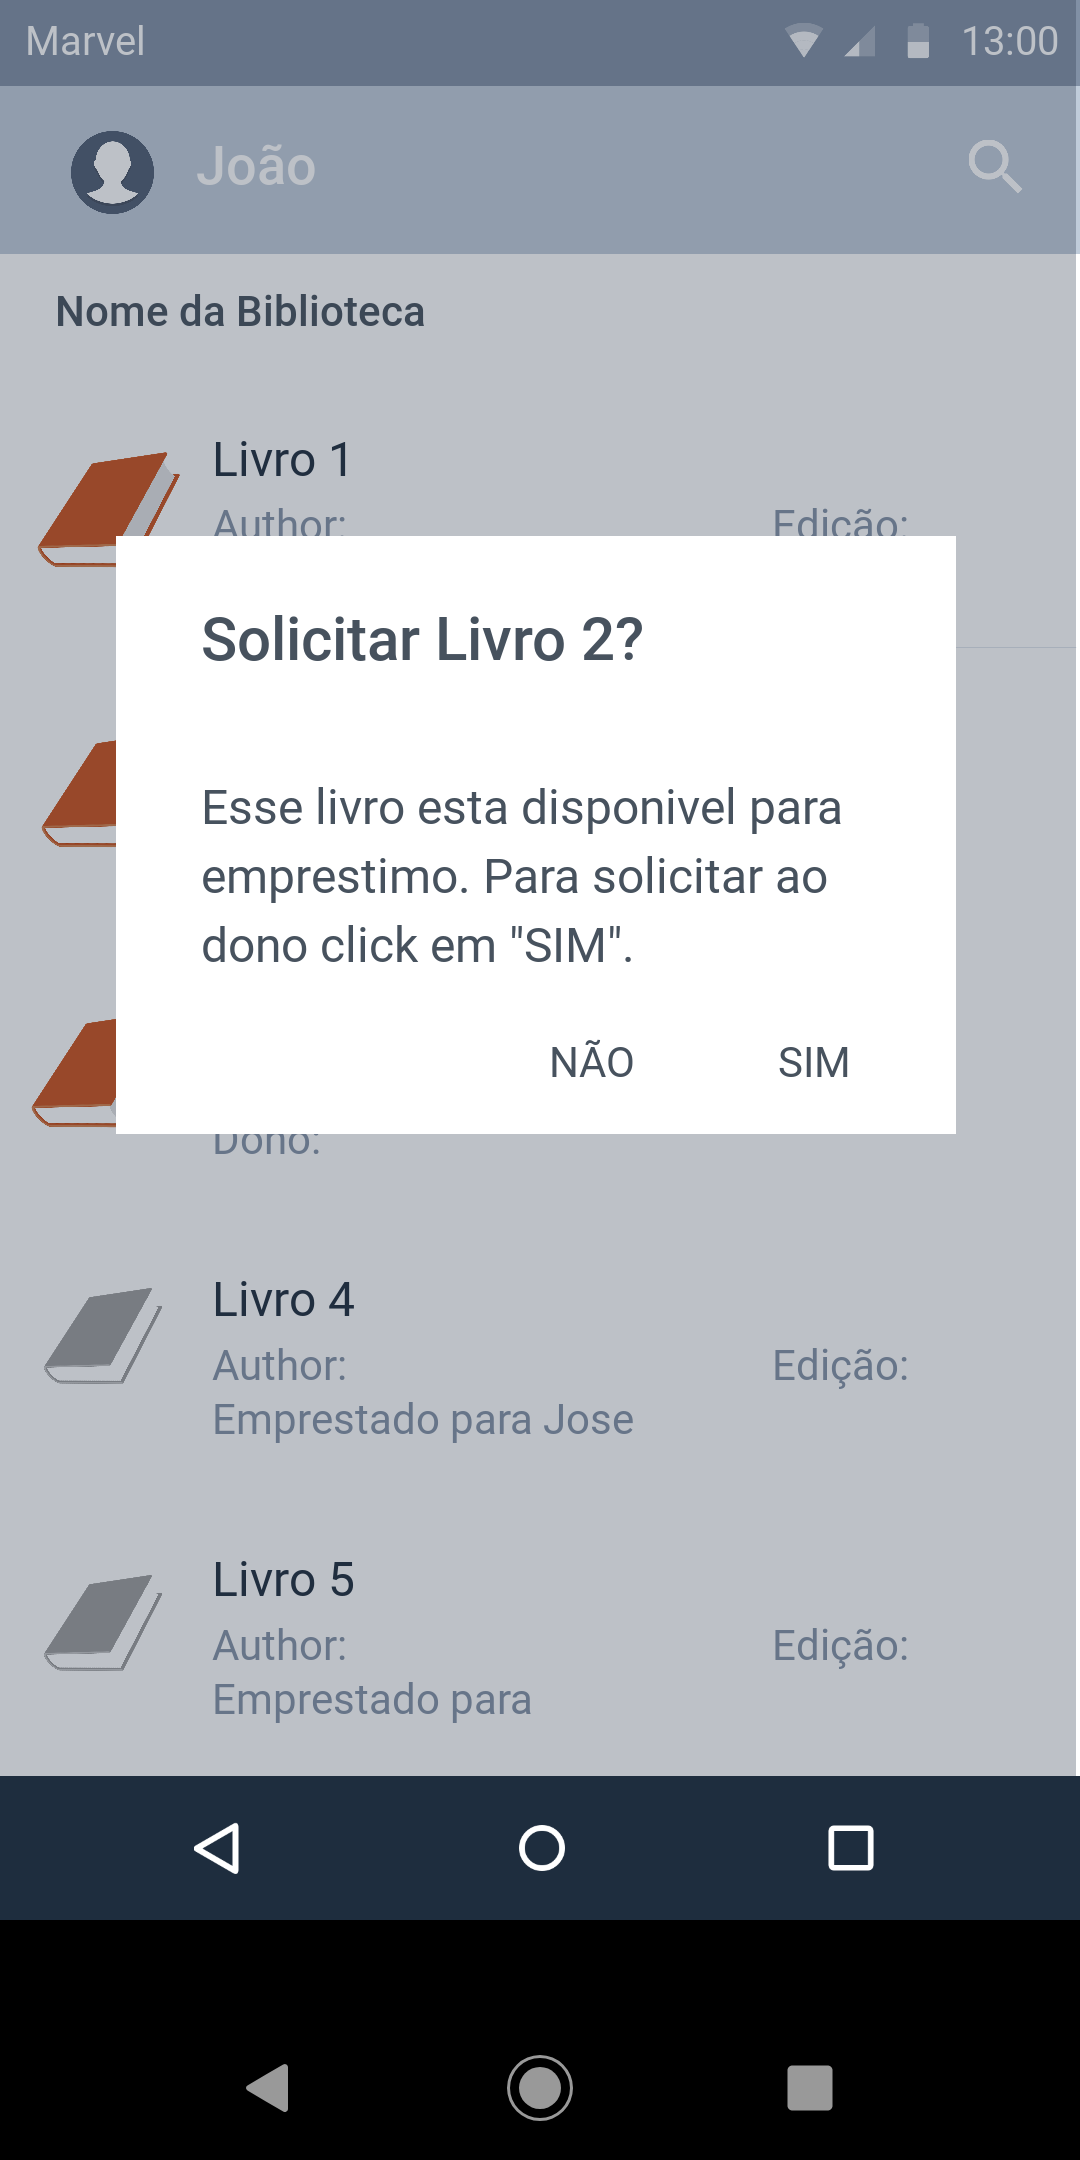 Marvel 13:00
João
Nome da Biblioteca
Livro 1
Author: Edição:
Solicitar Livro 2?
Esse livro esta disponivel para
emprestimo. Para solicitar ao
dono click em "SIM".
NÃO SIM
Dono:
Livro 4
Author: Edição:
Emprestado para Jose
Livro 5
Author: Edição:
Emprestado para